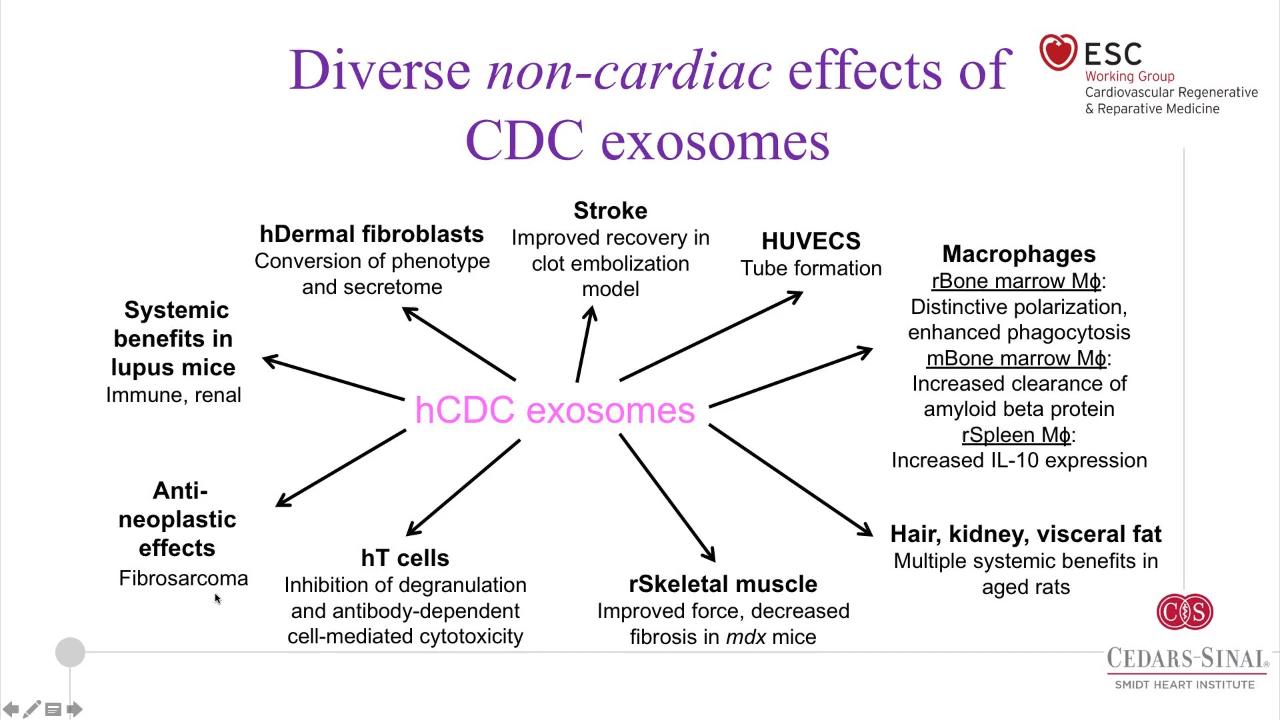 Diverse non-cardiac effects of
CDC exosomes
ESC
Working Group
Cardiovascular Regenerative
& Reparative Medicine
Stroke
Improved recovery in
clot embolization
model
hDermal fibroblasts
Conversion of phenotype
and secretome
HUVECS
Tube formation
Macrophages
rBone marrow Mϕ:
Distinctive polarization,
enhanced phagocytosis
mBone marrow Mϕ:
Increased clearance of
amyloid beta protein
rSpleen Mϕ:
Increased IL-10 expression
Systemic
benefits in
lupus mice
Immune, renal
hCDC exosomes
Anti-
neoplastic
effects
Fibrosarcoma
hT cells
Inhibition of degranulation
and antibody-dependent
cell-mediated cytotoxicity
rSkeletal muscle
Improved force, decreased
fibrosis in mdx mice
Hair, kidney, visceral fat
Multiple systemic benefits in
aged rats
CS
CEDARS-SINAI®
SMIDT HEART INSTITUTE